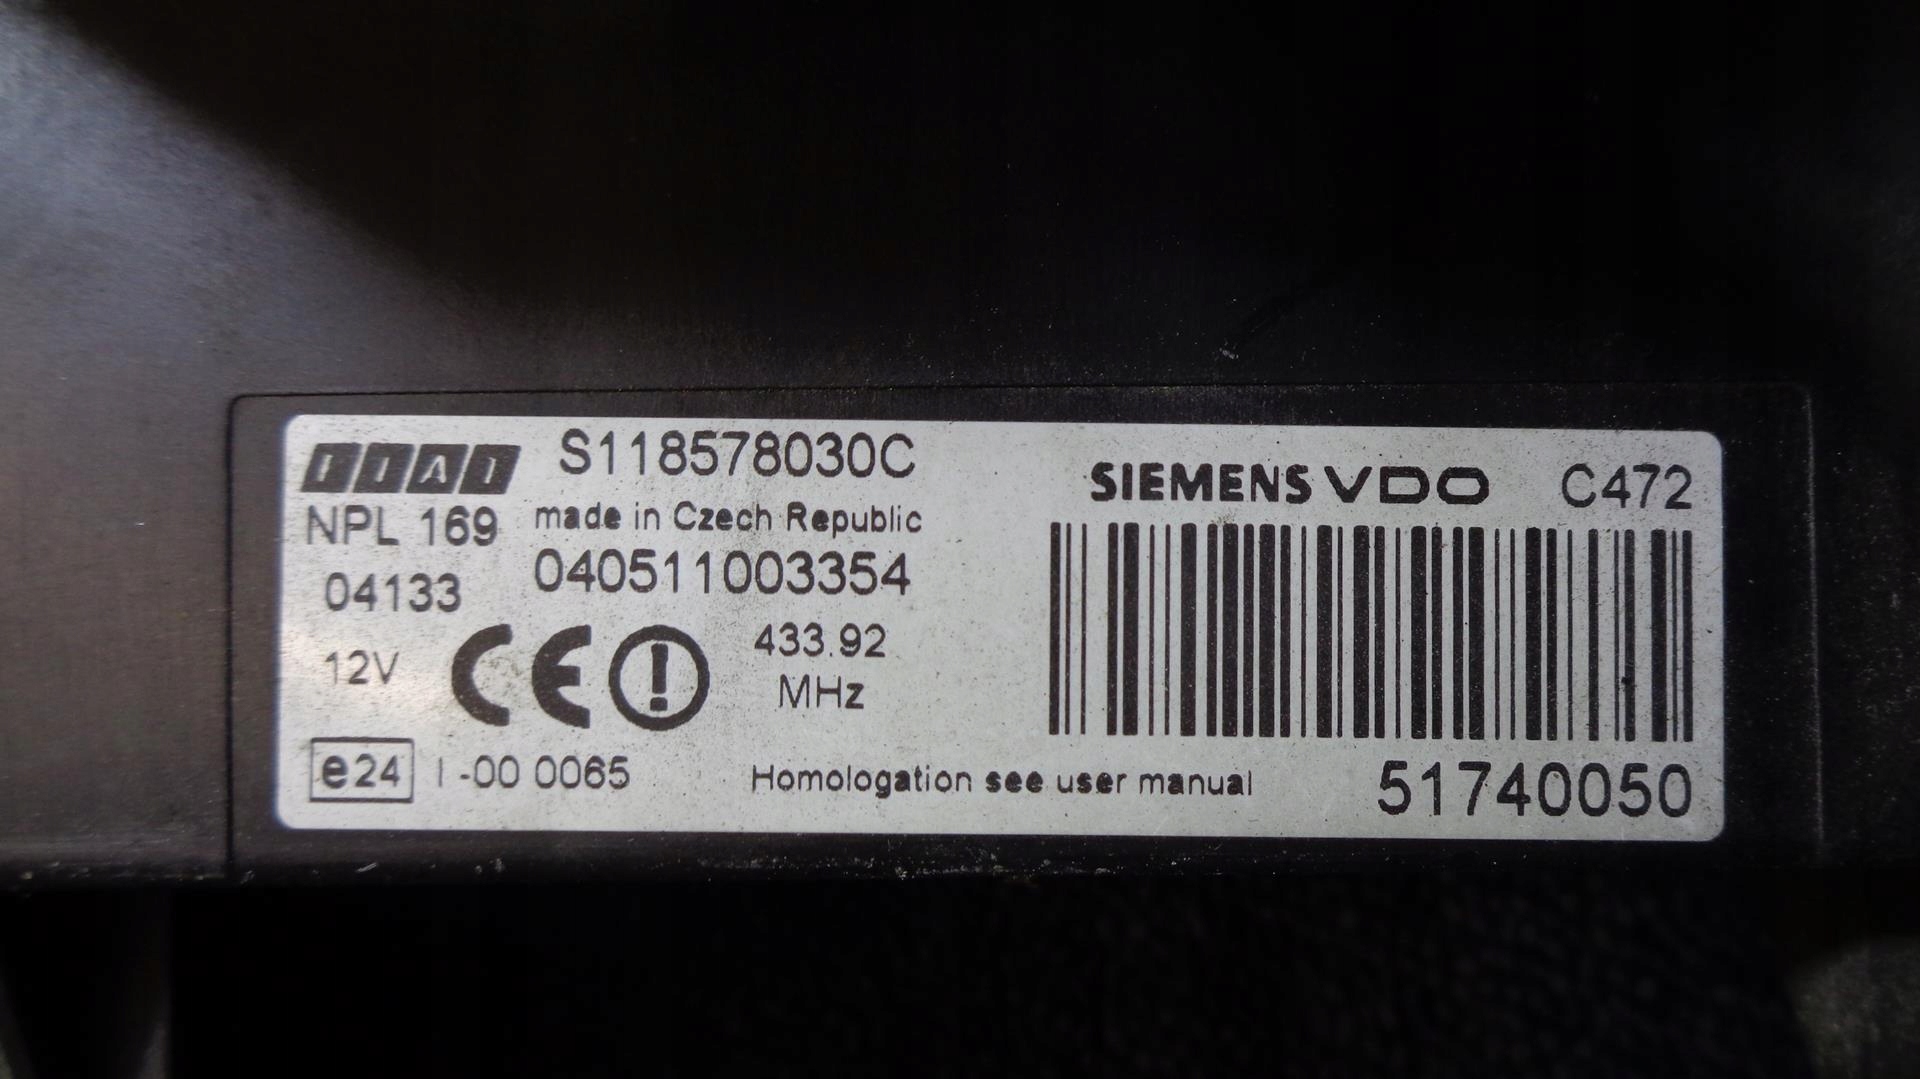 FIAT S118578030C
NPL 169 made in Czech Republic
04133 040511003354
12V CE 433.92
MHz
e24 I-00 0065 Homologation see user manual
SIEMENS VDO C472
51740050